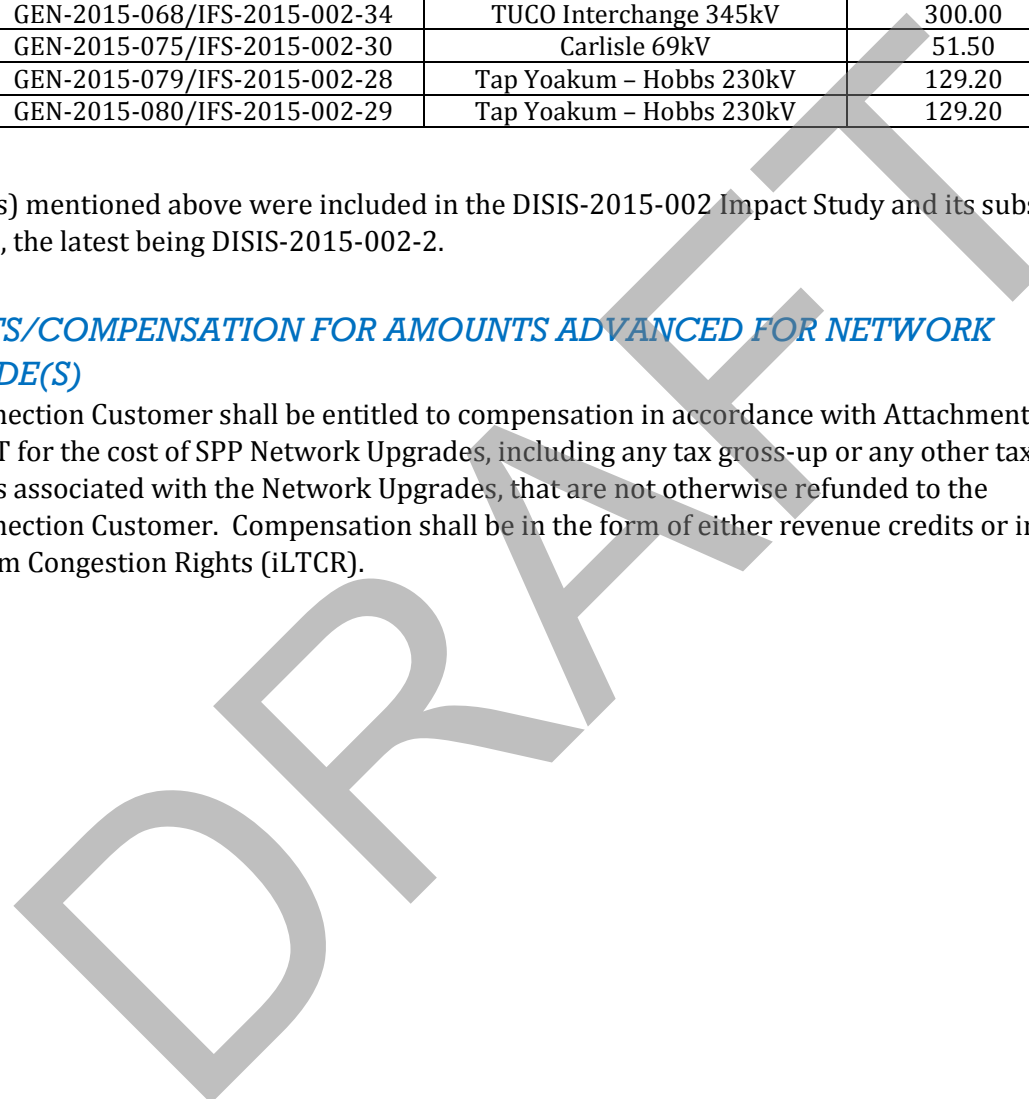 GEN-2015-068/IFS-2015-002-34 TUCO Interchange 345kV 300.00
GEN-2015-075/IFS-2015-002-30 Carlisle 69kV 51.50
GEN-2015-079/IFS-2015-002-28 Tap Yoakum – Hobbs 230kV 129.20
GEN-2015-080/IFS-2015-002-29 Tap Yoakum – Hobbs 230kV 129.20
s) mentioned above were included in the DISIS-2015-002 Impact Study and its subs
, the latest being DISIS-2015-002-2.
TS/COMPENSATION FOR AMOUNTS ADVANCED FOR NETWORK
DE(S)
nection Customer shall be entitled to compensation in accordance with Attachment
T for the cost of SPP Network Upgrades, including any tax gross-up or any other tax
s associated with the Network Upgrades, that are not otherwise refunded to the
nection Customer.  Compensation shall be in the form of either revenue credits or in
m Congestion Rights (iLTCR).
DRAFT